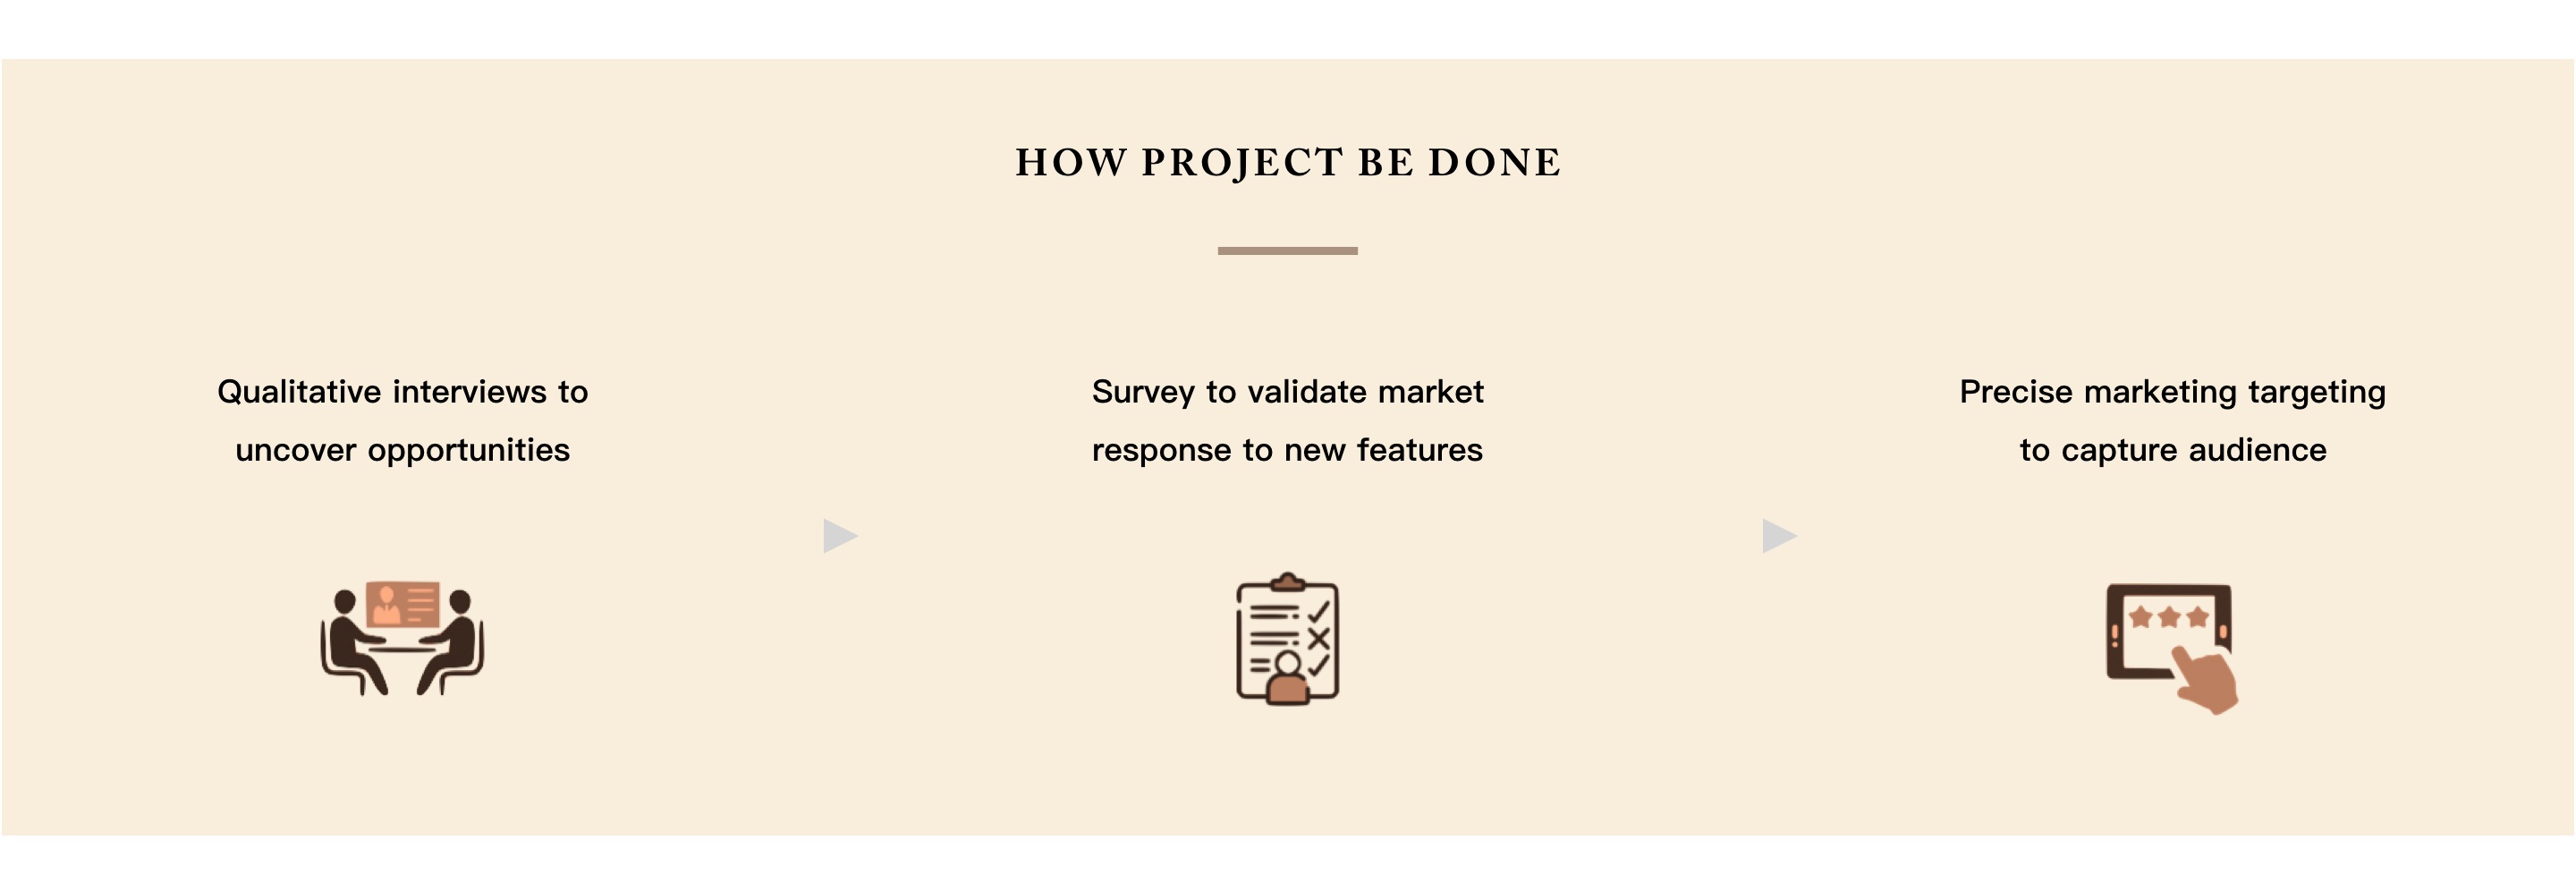 HOW PROJECT BE DONE
Qualitative interviews to
uncover opportunities
Survey to validate market
response to new features
Precise marketing targeting
to capture audience